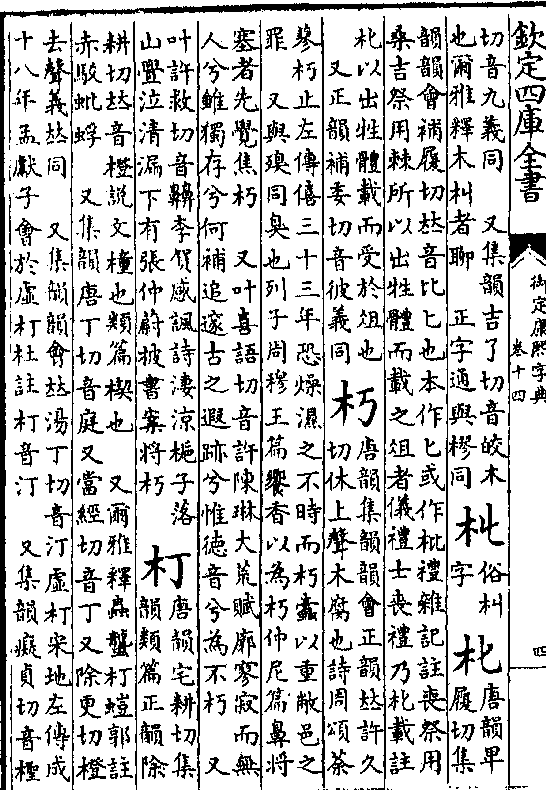 欽定四庫全書
御定康熙字典
卷十四
四
切音九義同　又集韻吉了切音皎木
也爾雅釋木朻者聊　正字通與樛同
俗朻
字
朼
唐韻卑
履切集
韻韻會補履切𠀤音比匕也本作匕或作枇禮雜記註喪祭用
桑吉祭用棘所以出牲體而載之俎者儀禮士喪禮乃朼載註
朼以出牲體載而受於俎也
又正韻補委切音彼義同
朽
唐韻集韻韻會正韻𠀤許久
切休上聲木腐也詩周頌荼
蓼朽止左傳僖三十三年恐燥濕之不時而朽蠹以重敝邑之
罪　又與殠同臭也列子周穆王篇饗香以為朽仲尼篇鼻將
塞者先覺焦朽　又叶喜語切音許陳琳大荒賦廓寥寂而無
人兮雖獨存兮何補追邃古之遐跡兮惟德音兮為不朽　又
叶許救切音齅李賀感諷詩淒涼梔子落
山璺泣清漏下有張仲蔚披書案將朽
朾
唐韻宅耕切集
韻類篇正韻除
耕切𠀤音橙說文橦也類篇楔也　又爾雅釋蟲蠪朾螘郭註
赤駮蚍蜉　又集韻唐丁切音庭又當經切音丁又除更切橙
去聲義𠀤同　又集韻韻會𠀤湯丁切音汀虛朾宋地左傳成
十八年孟獻子會於虛朾杜註朾音汀　又集韻癡貞切音檉